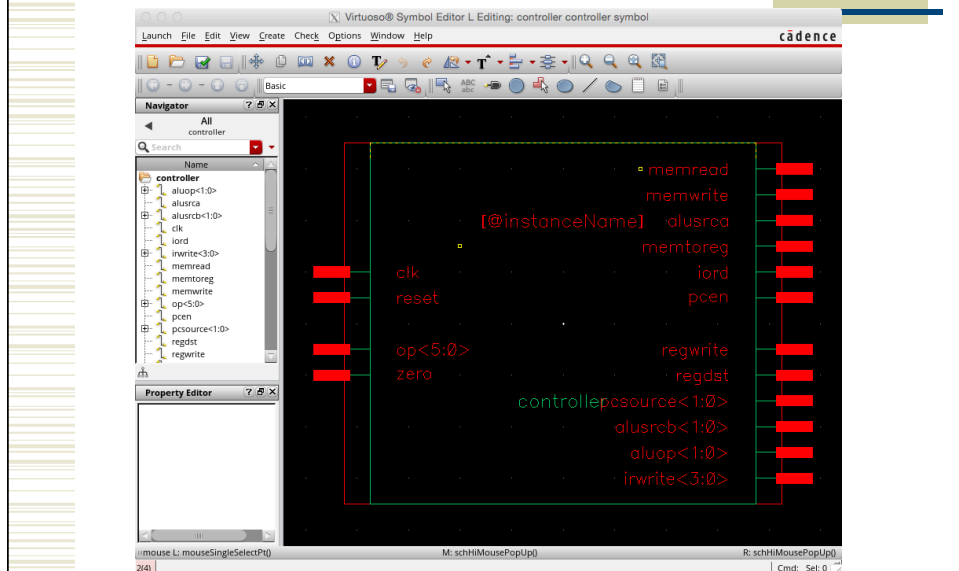 Virtuoso® Symbol Editor L Editing: controller controller symbol
Launch File Edit View Create Check Options Window Help
cādence
Basic
ABC
abc
Navigator
All
controller
Search
Name
controller
aluop<1:0>
alusrca
alusrcb<1:0>
clk
iord
irwrite<3:0>
memread
memtoreg
memwrite
op<5:0>
pcen
pcsource<1:0>
regdst
regwrite
Property Editor
memread
memwrite
[@instanceName] alusrca
memtoreg
clk iord
reset pcen
op<5:0> regwrite
zero regdst
controller pcsource<1:0>
alusrcb<1:0>
aluop<1:0>
irwrite<3:0>
mouse L: mouseSingleSelectPt() M: schHiMousePopUp() R: schHiMousePopUp()
2(4) Cmd: Sel: 0